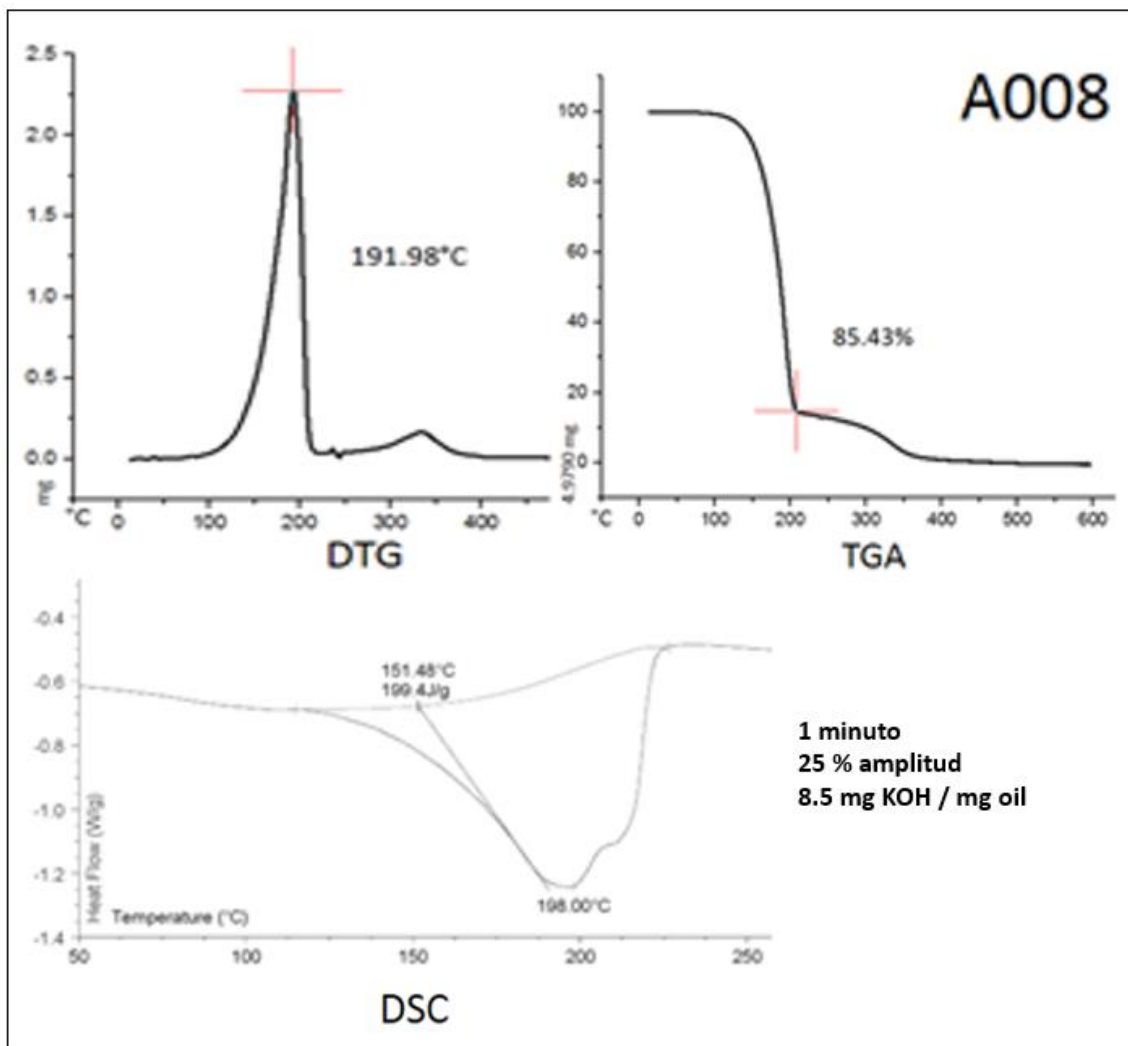 A008
2.5
2.0
1.5
1.0
0.5
0.0
mg
°C
0
100
200
300
400
191.98°C
DTG
100
80
60
40
20
0
4.9790 mg
°C
0
100
200
300
400
500
600
85.43%
TGA
-0.4
-0.6
-0.8
-1.0
-1.2
-1.4
Heat Flow (W/g)
151.48°C
199.4J/g
198.00°C
Temperature (°C)
50
100
150
200
250
DSC
1 minuto
25 % amplitud
8.5 mg KOH / mg oil